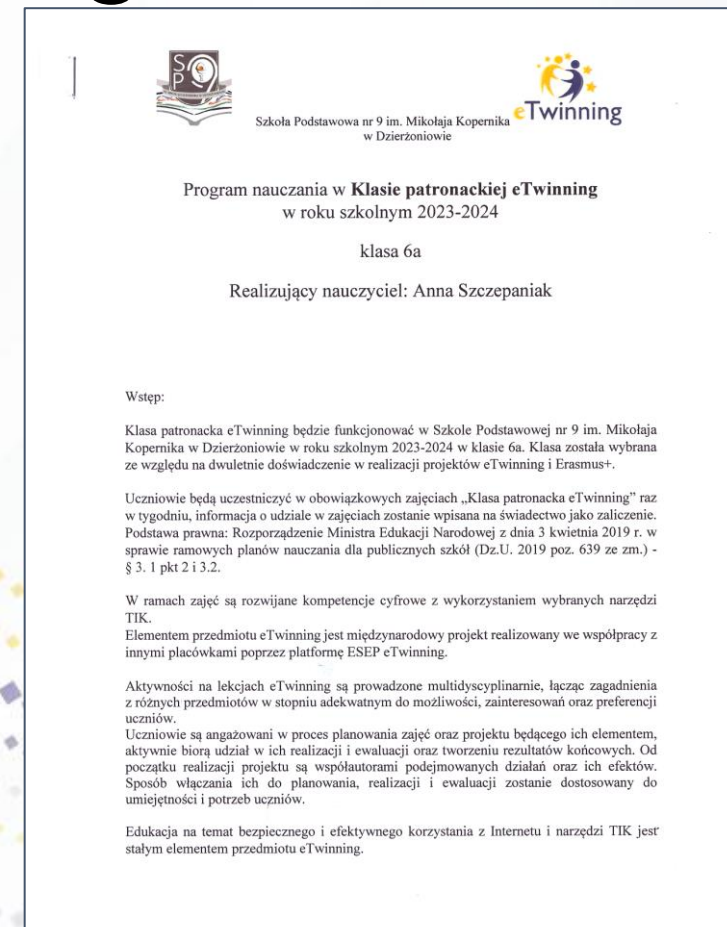 S
P 9
eTwinning
Szkoła Podstawowa nr 9 im. Mikołaja Kopernika
w Dzierżoniowie
Program nauczania w Klasie patronackiej eTwinning
w roku szkolnym 2023-2024
klasa 6a
Realizujący nauczyciel: Anna Szczepaniak
Wstęp:
Klasa patronacka eTwinning będzie funkcjonować w Szkole Podstawowej nr 9 im. Mikołaja
Kopernika w Dzierżoniowie w roku szkolnym 2023-2024 w klasie 6a. Klasa została wybrana
ze względu na dwuletnie doświadczenie w realizacji projektów eTwinning i Erasmus+.
Uczniowie będą uczestniczyć w obowiązkowych zajęciach „Klasa patronacka eTwinning” raz
w tygodniu, informacja o udziale w zajęciach zostanie wpisana na świadectwo jako zaliczenie.
Podstawa prawna: Rozporządzenie Ministra Edukacji Narodowej z dnia 3 kwietnia 2019 r. w
sprawie ramowych planów nauczania dla publicznych szkół (Dz.U. 2019 poz. 639 ze zm.) -
§ 3. 1 pkt 2 i 3.2.
W ramach zajęć są rozwijane kompetencje cyfrowe z wykorzystaniem wybranych narzędzi
TIK.
Elementem przedmiotu eTwinning jest międzynarodowy projekt realizowany we współpracy z
innymi placówkami poprzez platformę ESEP eTwinning.
Aktywności na lekcjach eTwinning są prowadzone multidyscyplinarnie, łącząc zagadnienia
z różnych przedmiotów w stopniu adekwatnym do możliwości, zainteresowań oraz preferencji
uczniów.
Uczniowie są angażowani w proces planowania zajęć oraz projektu będącego ich elementem,
aktywnie biorą udział w ich realizacji i ewaluacji oraz tworzeniu rezultatów końcowych. Od
początku realizacji projektu są współautorami podejmowanych działań oraz ich efektów.
Sposób włączania ich do planowania, realizacji i ewaluacji zostanie dostosowany do
umiejętności i potrzeb uczniów.
Edukacja na temat bezpiecznego i efektywnego korzystania z Internetu i narzędzi TIK jest
stałym elementem przedmiotu eTwinning.